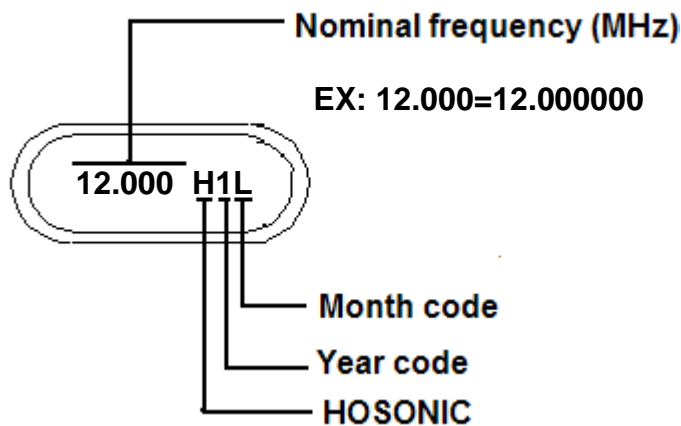 Nominal frequency (MHz)
EX: 12.000=12.000000
12.000 H1L
Month code
Year code
HOSONIC